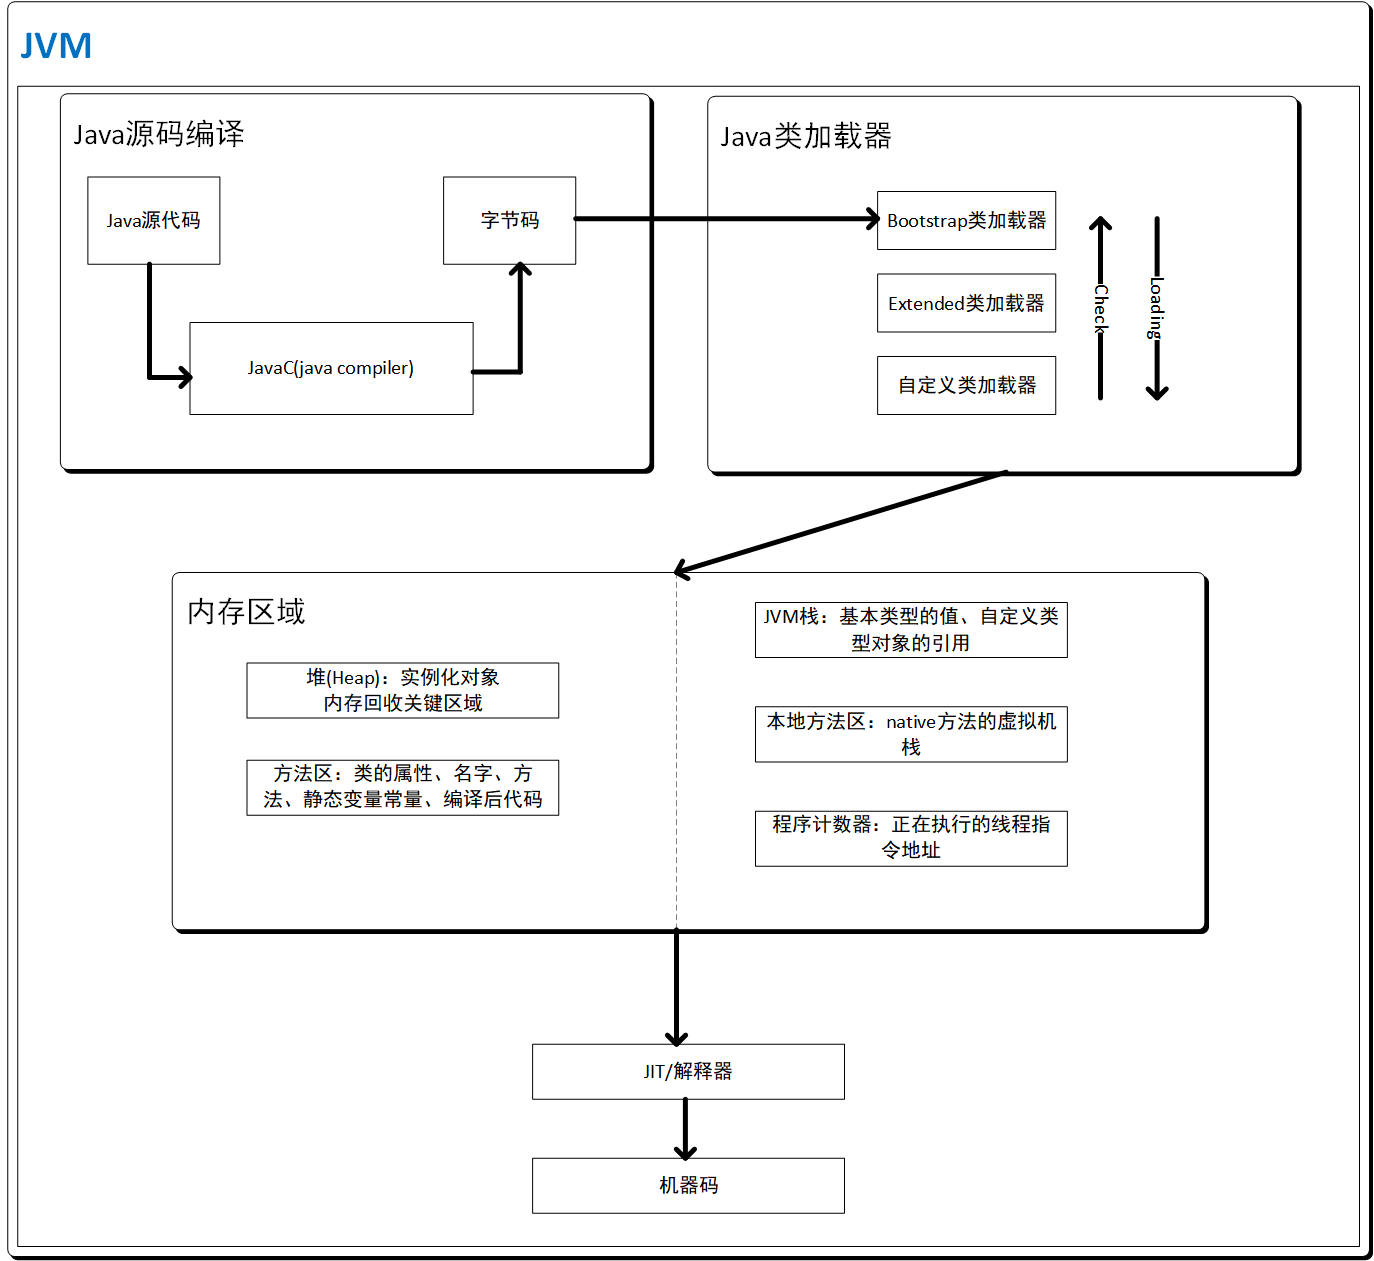 JVM
Java源码编译
Java源代码
字节码
JavaC(java compiler)
Java类加载器
Bootstrap类加载器
Extended类加载器
自定义类加载器
Check
Loading
内存区域
堆(Heap)：实例化对象
内存回收关键区域
方法区：类的属性、名字、方
法、静态变量常量、编译后代码
JVM栈：基本类型的值、自定义类
型对象的引用
本地方法区：native方法的虚拟机
栈
程序计数器：正在执行的线程指
令地址
JIT/解释器
机器码